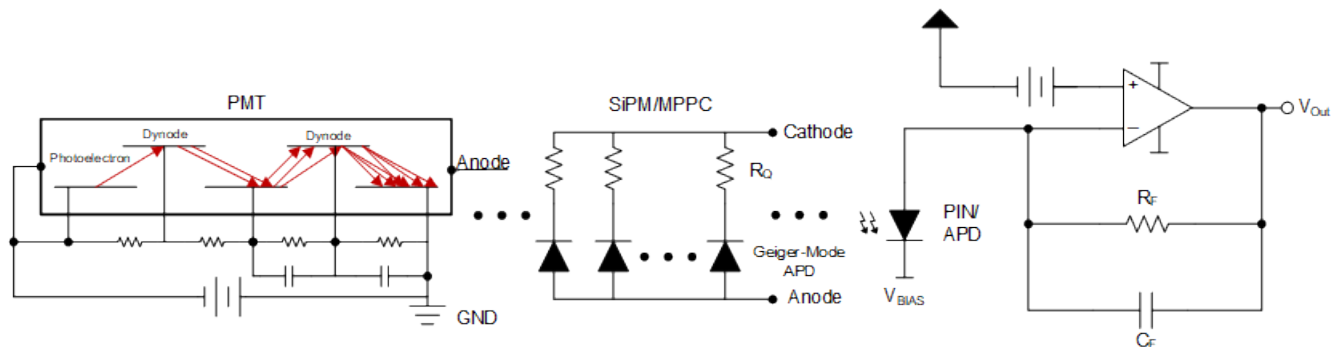 PMT
Dynode
Dynode
Photoelectron
Anode
GND
SiPM/MPPC
Cathode
RQ
Geiger-Mode
APD
Anode
PIN/
APD
VBIAS
+
−
VOut
RF
CF